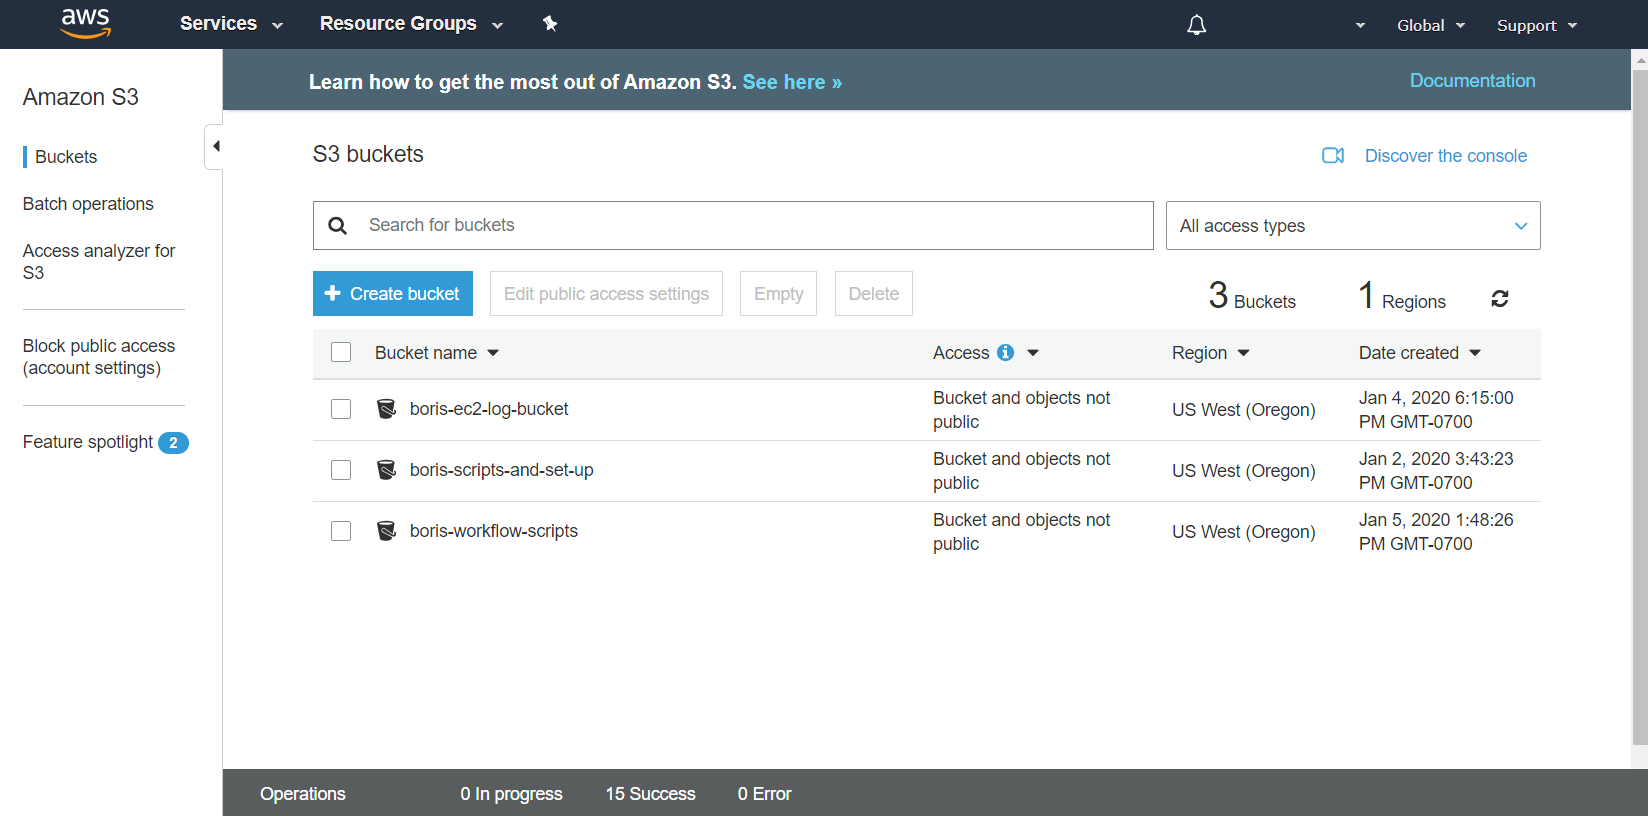 aws Services Resource Groups Global Support
Learn how to get the most out of Amazon S3. See here » Documentation
Amazon S3
Buckets
Batch operations
Access analyzer for
S3
Block public access
(account settings)
Feature spotlight 2
S3 buckets Discover the console
Search for buckets All access types
Create bucket Edit public access settings Empty Delete 3 Buckets 1 Regions
Bucket name Access Region Date created
boris-ec2-log-bucket Bucket and objects not public US West (Oregon) Jan 4, 2020 6:15:00 PM GMT-0700
boris-scripts-and-set-up Bucket and objects not public US West (Oregon) Jan 2, 2020 3:43:23 PM GMT-0700
boris-workflow-scripts Bucket and objects not public US West (Oregon) Jan 5, 2020 1:48:26 PM GMT-0700
Operations 0 In progress 15 Success 0 Error